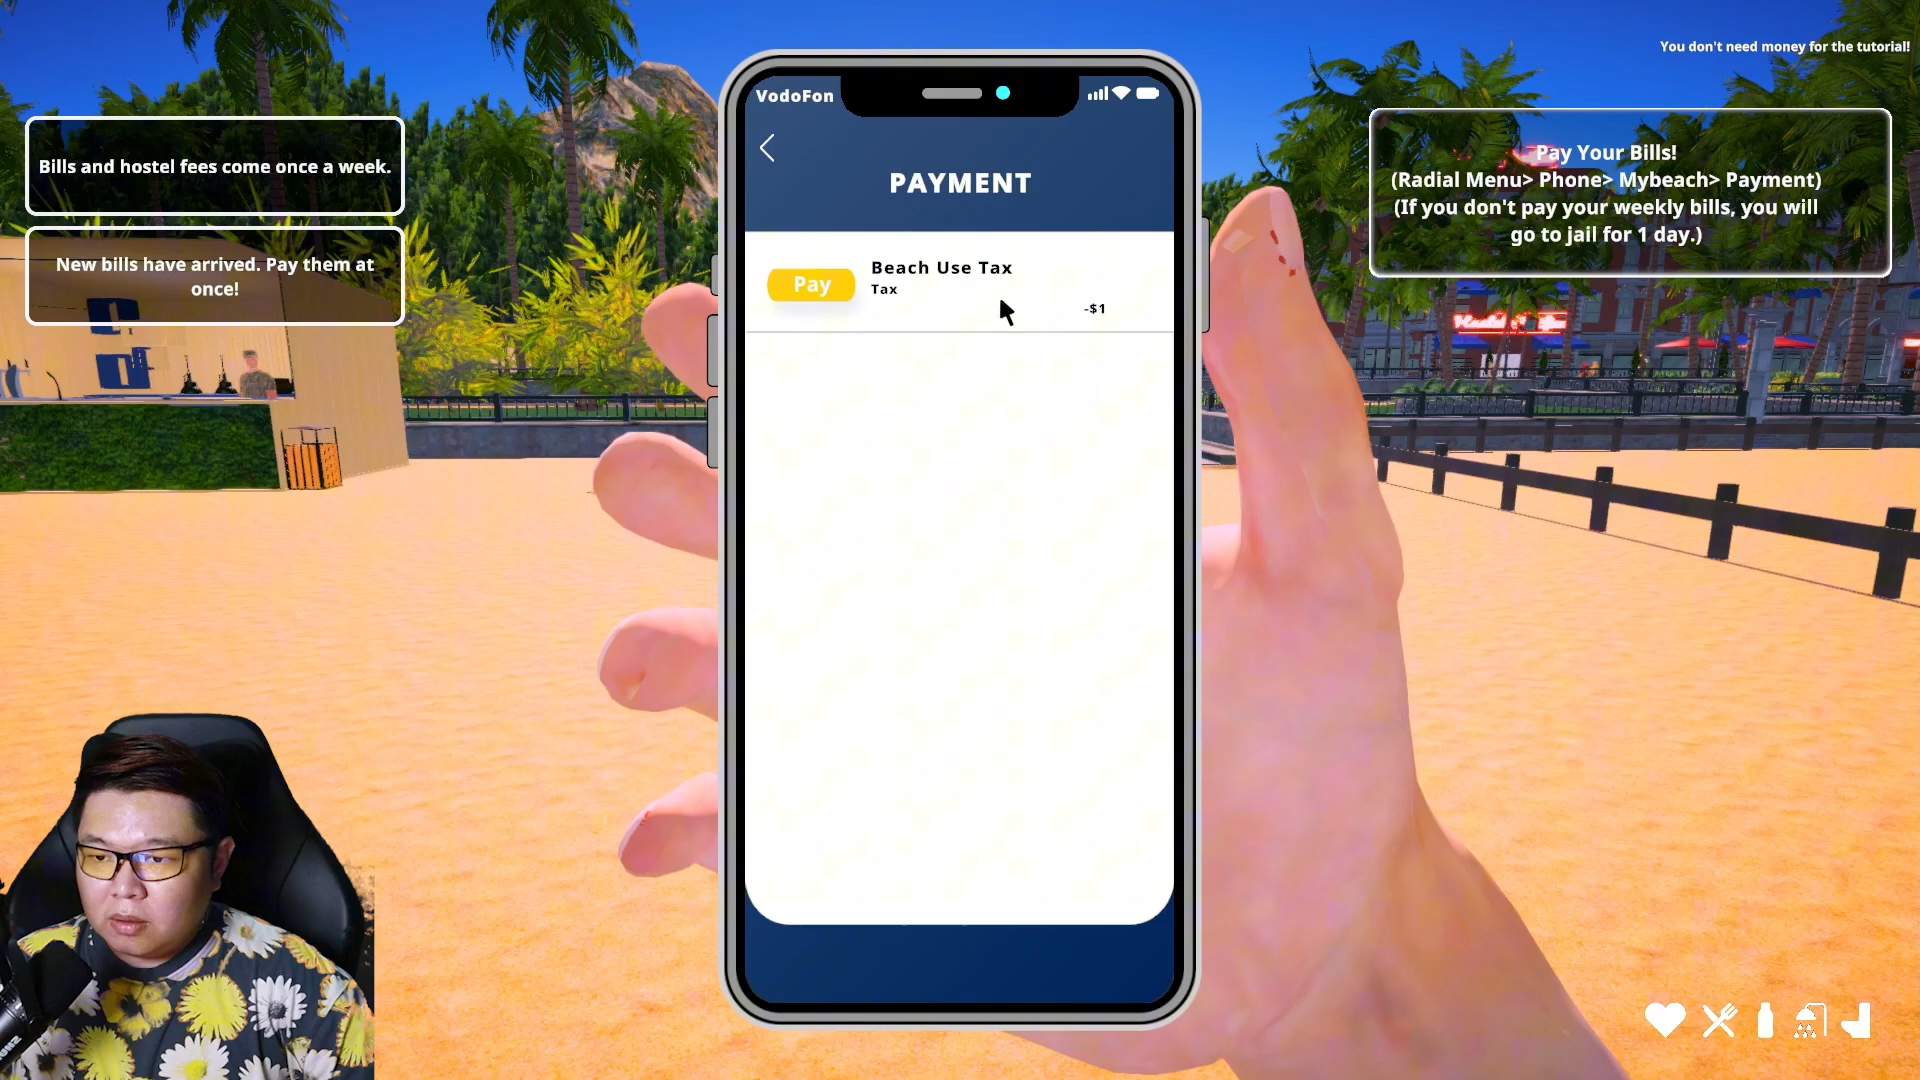 You don't need money for the tutorial!
VodoFon
PAYMENT
Bills and hostel fees come once a week.
New bills have arrived. Pay them at
once!
Pay Your Bills!
(Radial Menu> Phone> Mybeach> Payment)
(If you don't pay your weekly bills, you will
go to jail for 1 day.)
Pay
Beach Use Tax
Tax
-$1